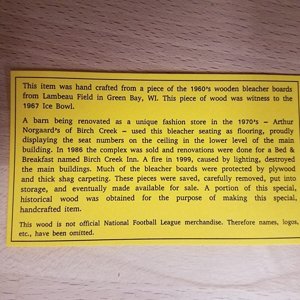 This item was hand crafted from a piece of the 1960's wooden bleacher boards
from Lambeau Field in Green Bay, WI. This piece of wood was witness to the
1967 Ice Bowl.
A barn being renovated as a unique fashion store in the 1970's – Arthur
Norgaard's of Birch Creek – used this bleacher seating as flooring, proudly
displaying the seat numbers on the ceiling in the lower level of the main
building. In 1986 the complex was sold and renovations were done for a Bed &
Breakfast named Birch Creek Inn. A fire in 1999, caused by lighting, destroyed
the main buildings. Much of the bleacher boards were protected by plywood
and thick shag carpeting. These pieces were saved, carefully removed, put into
storage, and eventually made available for sale. A portion of this special,
historical wood was obtained for the purpose of making this special,
handcrafted item.
This wood is not official National Football League merchandise. Therefore names, logos,
etc., have been omitted.